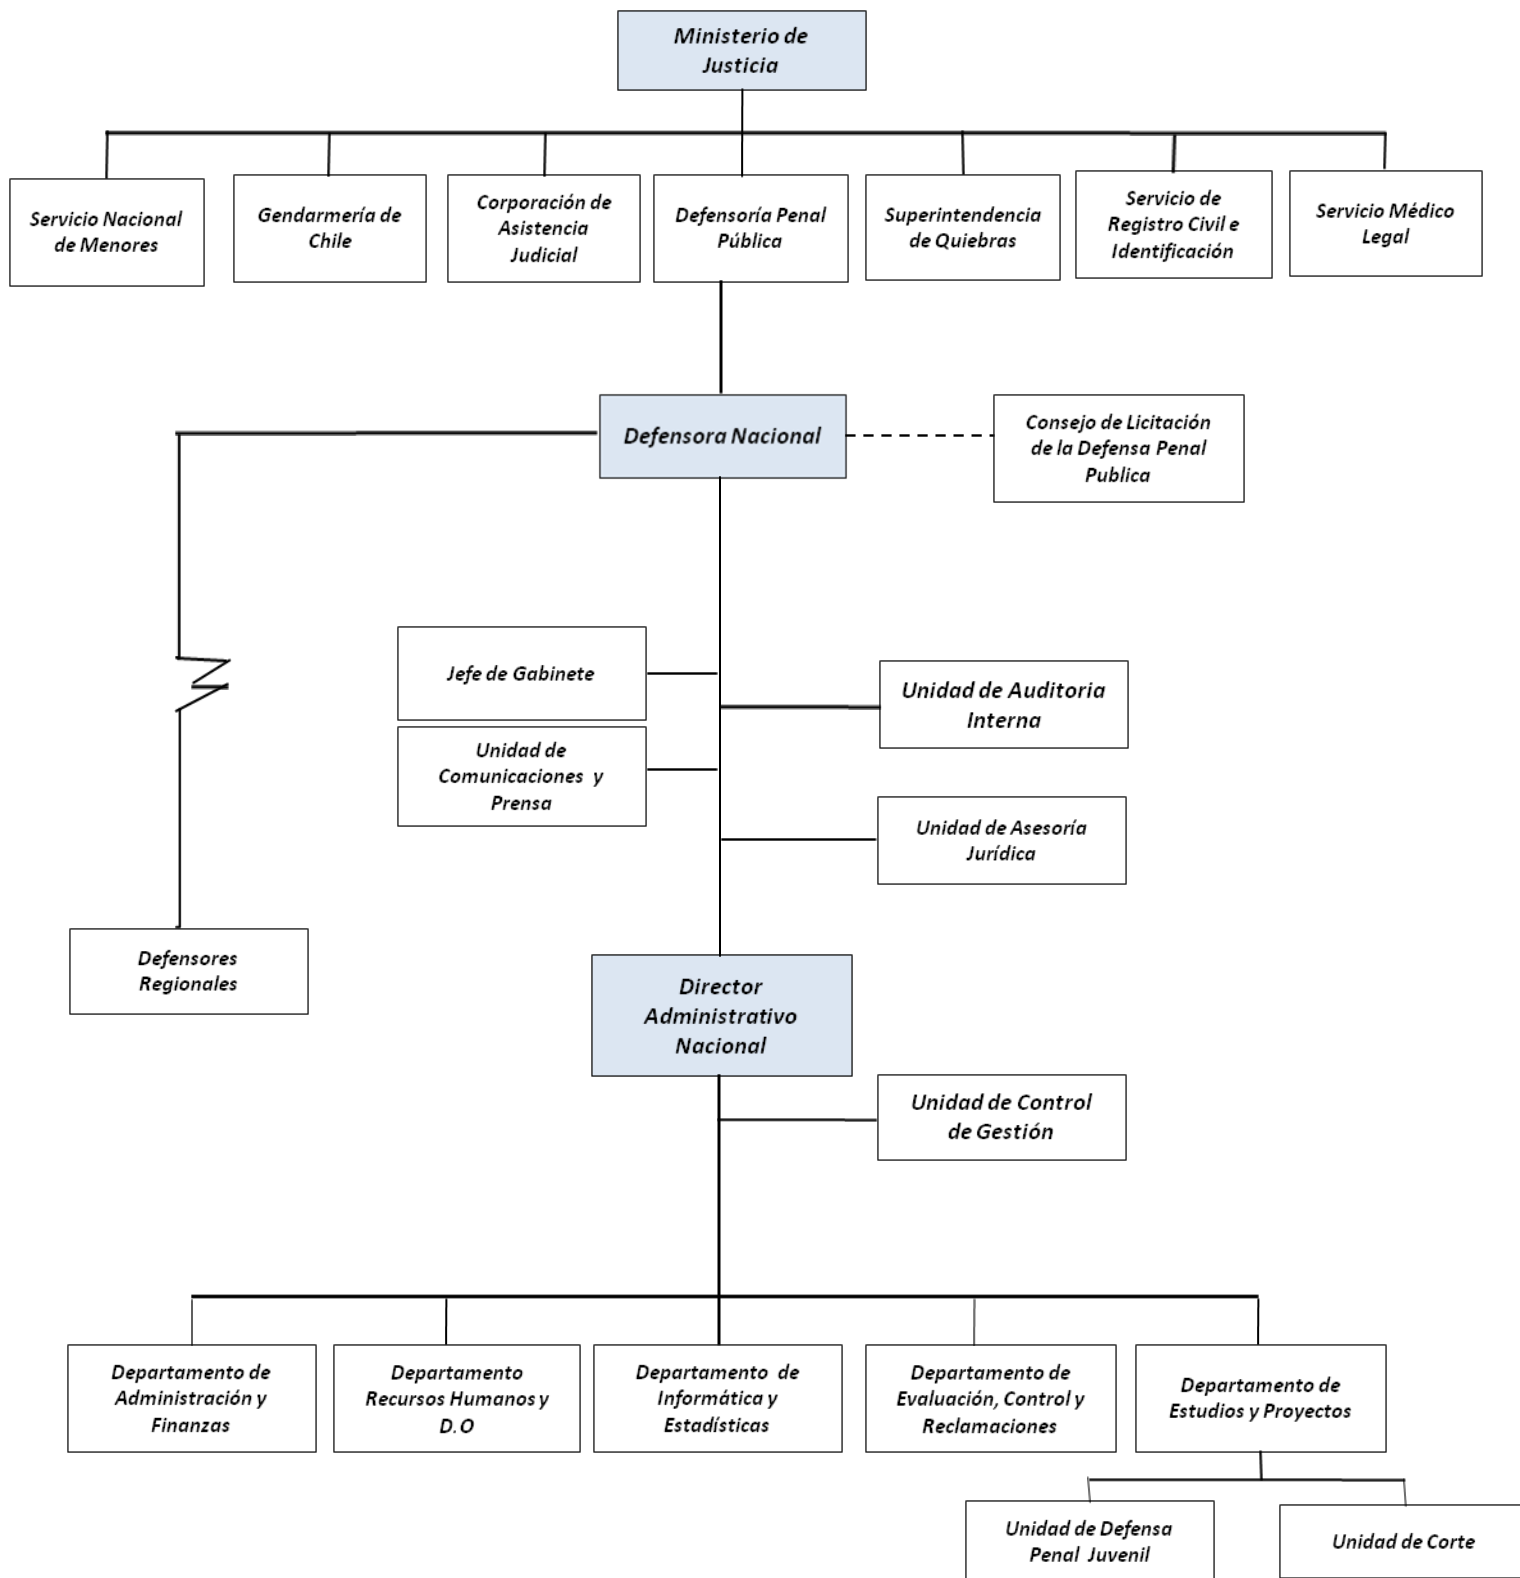 Ministerio de
Justicia
Servicio Nacional
de Menores
Gendarmería de
Chile
Corporación de
Asistencia
Judicial
Defensoría Penal
Pública
Superintendencia
de Quiebras
Servicio de
Registro Civil e
Identificación
Servicio Médico
Legal
Defensora Nacional
Consejo de Licitación
de la Defensa Penal
Publica
Jefe de Gabinete
Unidad de Auditoria
Interna
Unidad de
Comunicaciones y
Prensa
Unidad de Asesoría
Jurídica
Defensores
Regionales
Director
Administrativo
Nacional
Unidad de Control
de Gestión
Departamento de
Administración y
Finanzas
Departamento
Recursos Humanos y
D.O
Departamento de
Informática y
Estadísticas
Departamento de
Evaluación, Control y
Reclamaciones
Departamento de
Estudios y Proyectos
Unidad de Defensa
Penal Juvenil
Unidad de Corte